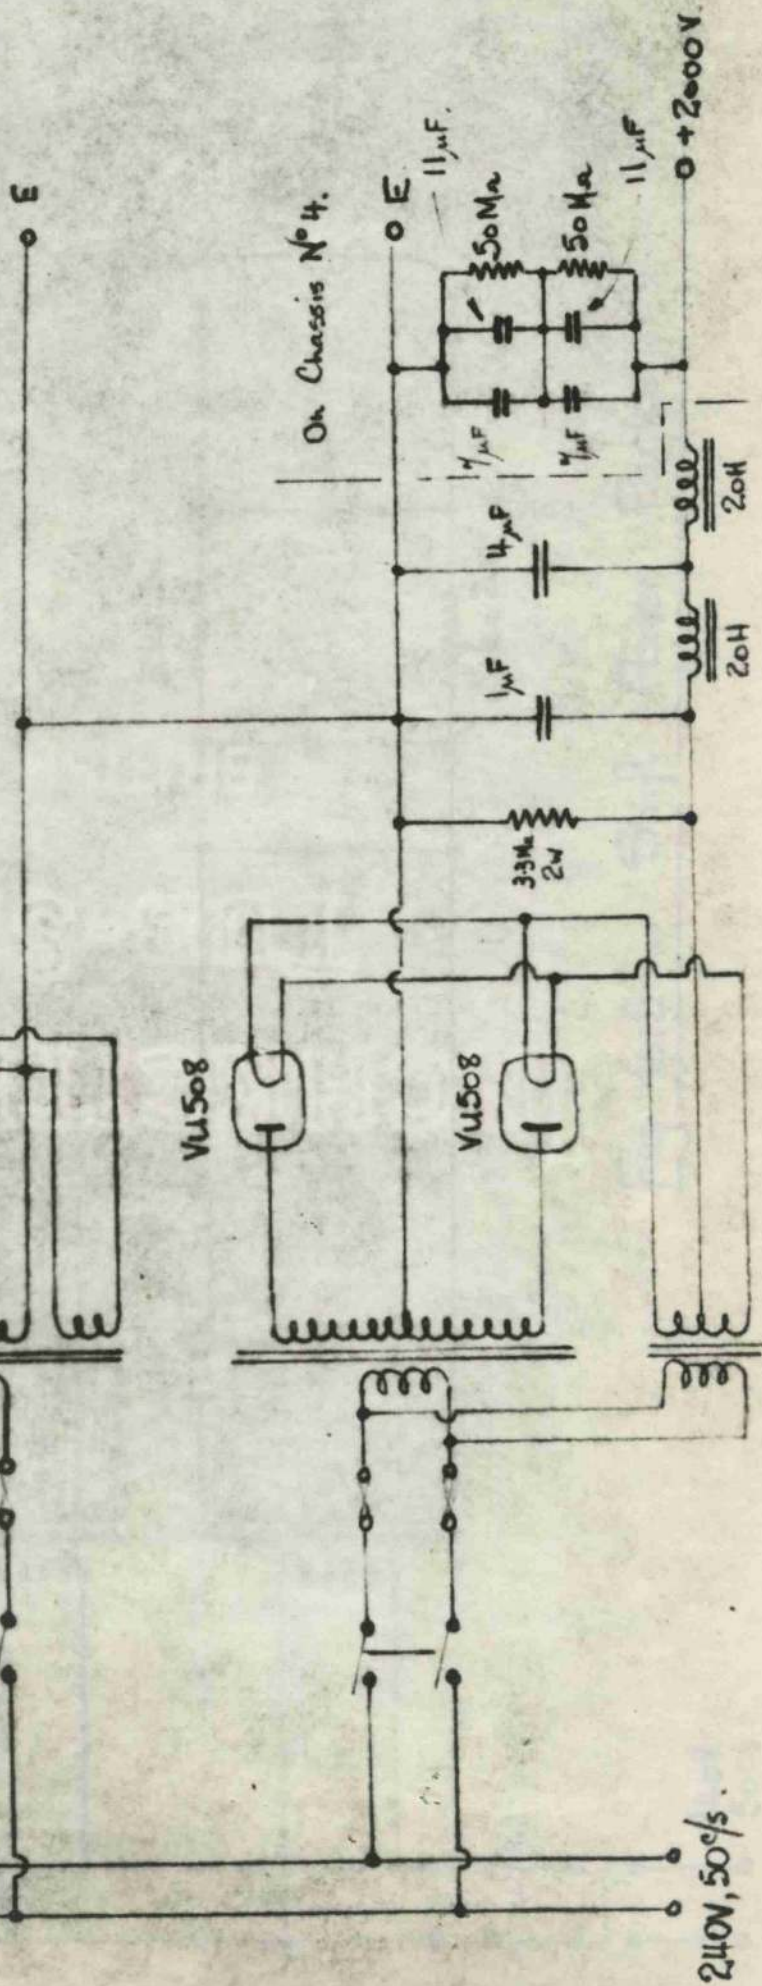 E
On Chassis Nº 4.
E
11µF.
50MΩ
50MΩ
11µF
+2000V.
7µF
7µF
4µF
20H
1µF
20H
3.3MΩ
2W
VU508
VU508
240V, 50c/s.